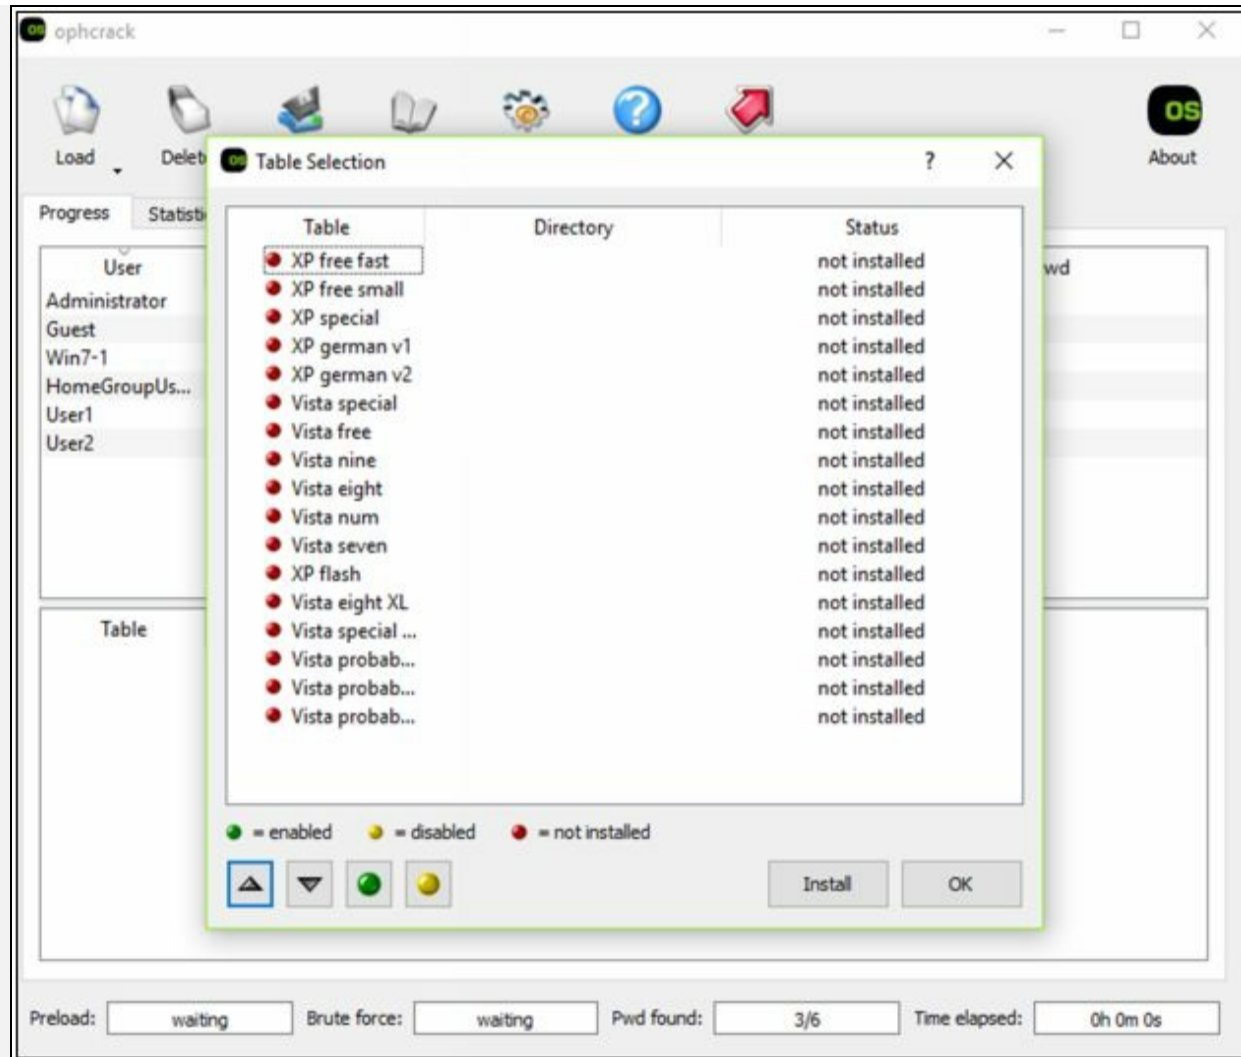 OS ophcrack
OS
Load Delet About
OS Table Selection ?
Progress Statisti
Table Directory Status
User wd
XP free fast not installed
XP free small not installed
Administrator
XP special not installed
Guest
XP german v1 not installed
Win7-1
XP german v2 not installed
HomeGroupUs...
Vista special not installed
User1
Vista free not installed
User2
Vista nine not installed
Vista eight not installed
Vista num not installed
Vista seven not installed
XP flash not installed
Vista eight XL not installed
Table
Vista special ... not installed
Vista probab... not installed
Vista probab... not installed
Vista probab... not installed
= enabled = disabled = not installed
Install OK
Preload: waiting Brute force: waiting Pwd found: 3/6 Time elapsed: 0h 0m 0s